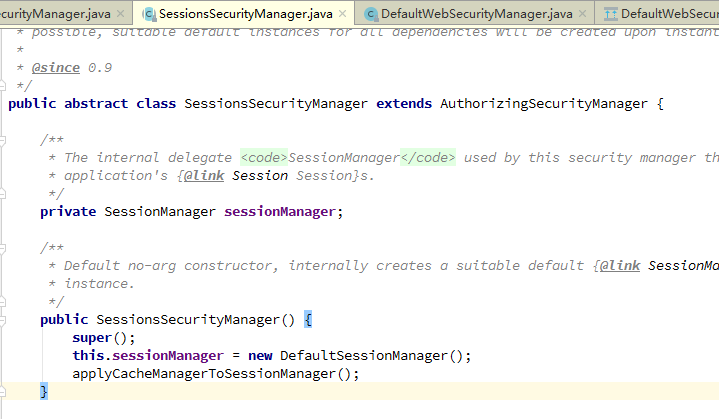 ecurityManager.java × SessionsSecurityManager.java × DefaultWebSecurityManager.java × DefaultWebSecur
* possible, suitable default instances for all dependencies will be created upon instant
*
* @since 0.9
*/
public abstract class SessionsSecurityManager extends AuthorizingSecurityManager {
/**
* The internal delegate <code>SessionManager</code> used by this security manager th
* application's {@link Session Session}s.
*/
private SessionManager sessionManager;
/**
* Default no-arg constructor, internally creates a suitable default {@link SessionMa
* instance.
*/
public SessionsSecurityManager() {
super();
this.sessionManager = new DefaultSessionManager();
applyCacheManagerToSessionManager();
}